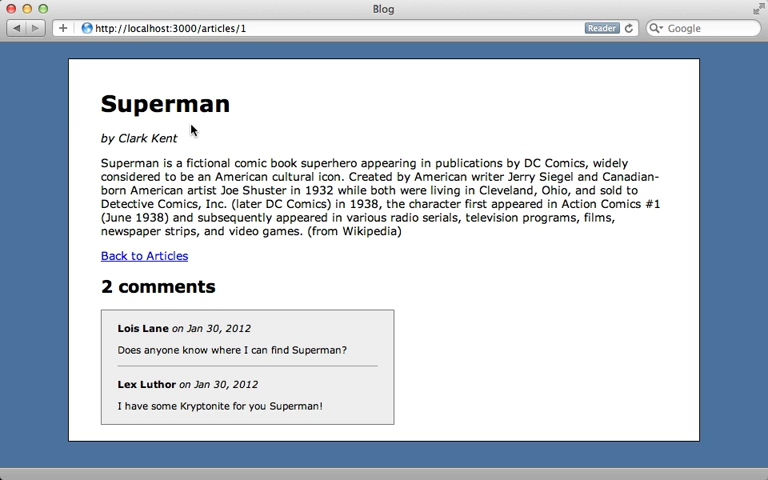 Blog
http://localhost:3000/articles/1
Reader
Google
Superman
by Clark Kent
Superman is a fictional comic book superhero appearing in publications by DC Comics, widely
considered to be an American cultural icon. Created by American writer Jerry Siegel and Canadian-
born American artist Joe Shuster in 1932 while both were living in Cleveland, Ohio, and sold to
Detective Comics, Inc. (later DC Comics) in 1938, the character first appeared in Action Comics #1
(June 1938) and subsequently appeared in various radio serials, television programs, films,
newspaper strips, and video games. (from Wikipedia)
Back to Articles
2 comments
Lois Lane on Jan 30, 2012
Does anyone know where I can find Superman?
Lex Luthor on Jan 30, 2012
I have some Kryptonite for you Superman!